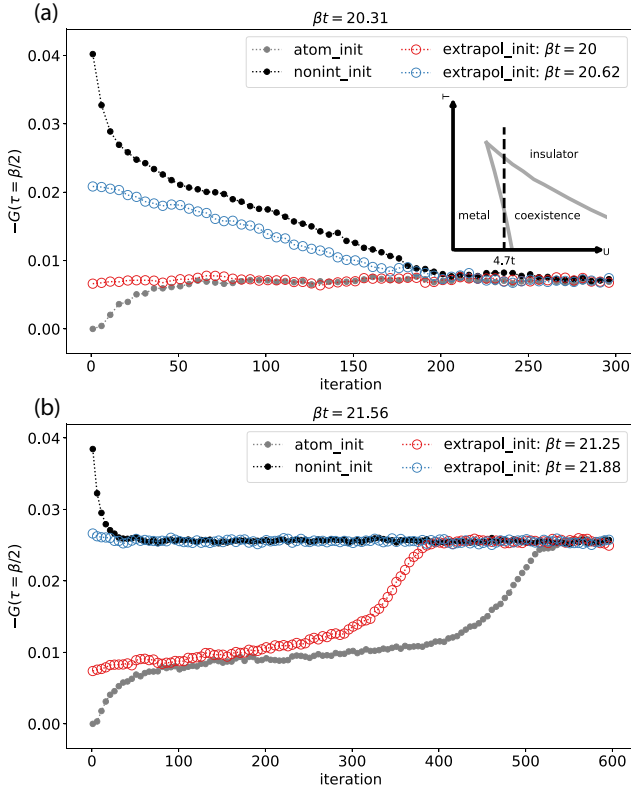 (a)
βt = 20.31
atom_init
nonint_init
extrapol_init: βt = 20
extrapol_init: βt = 20.62
−G(τ = β/2)
0.04
0.03
0.02
0.01
0.00
T
insulator
metal
coexistence
4.7t
U
0
50
100
150
200
250
300
iteration
(b)
βt = 21.56
atom_init
nonint_init
extrapol_init: βt = 21.25
extrapol_init: βt = 21.88
−G(τ = β/2)
0.04
0.03
0.02
0.01
0.00
0
100
200
300
400
500
600
iteration